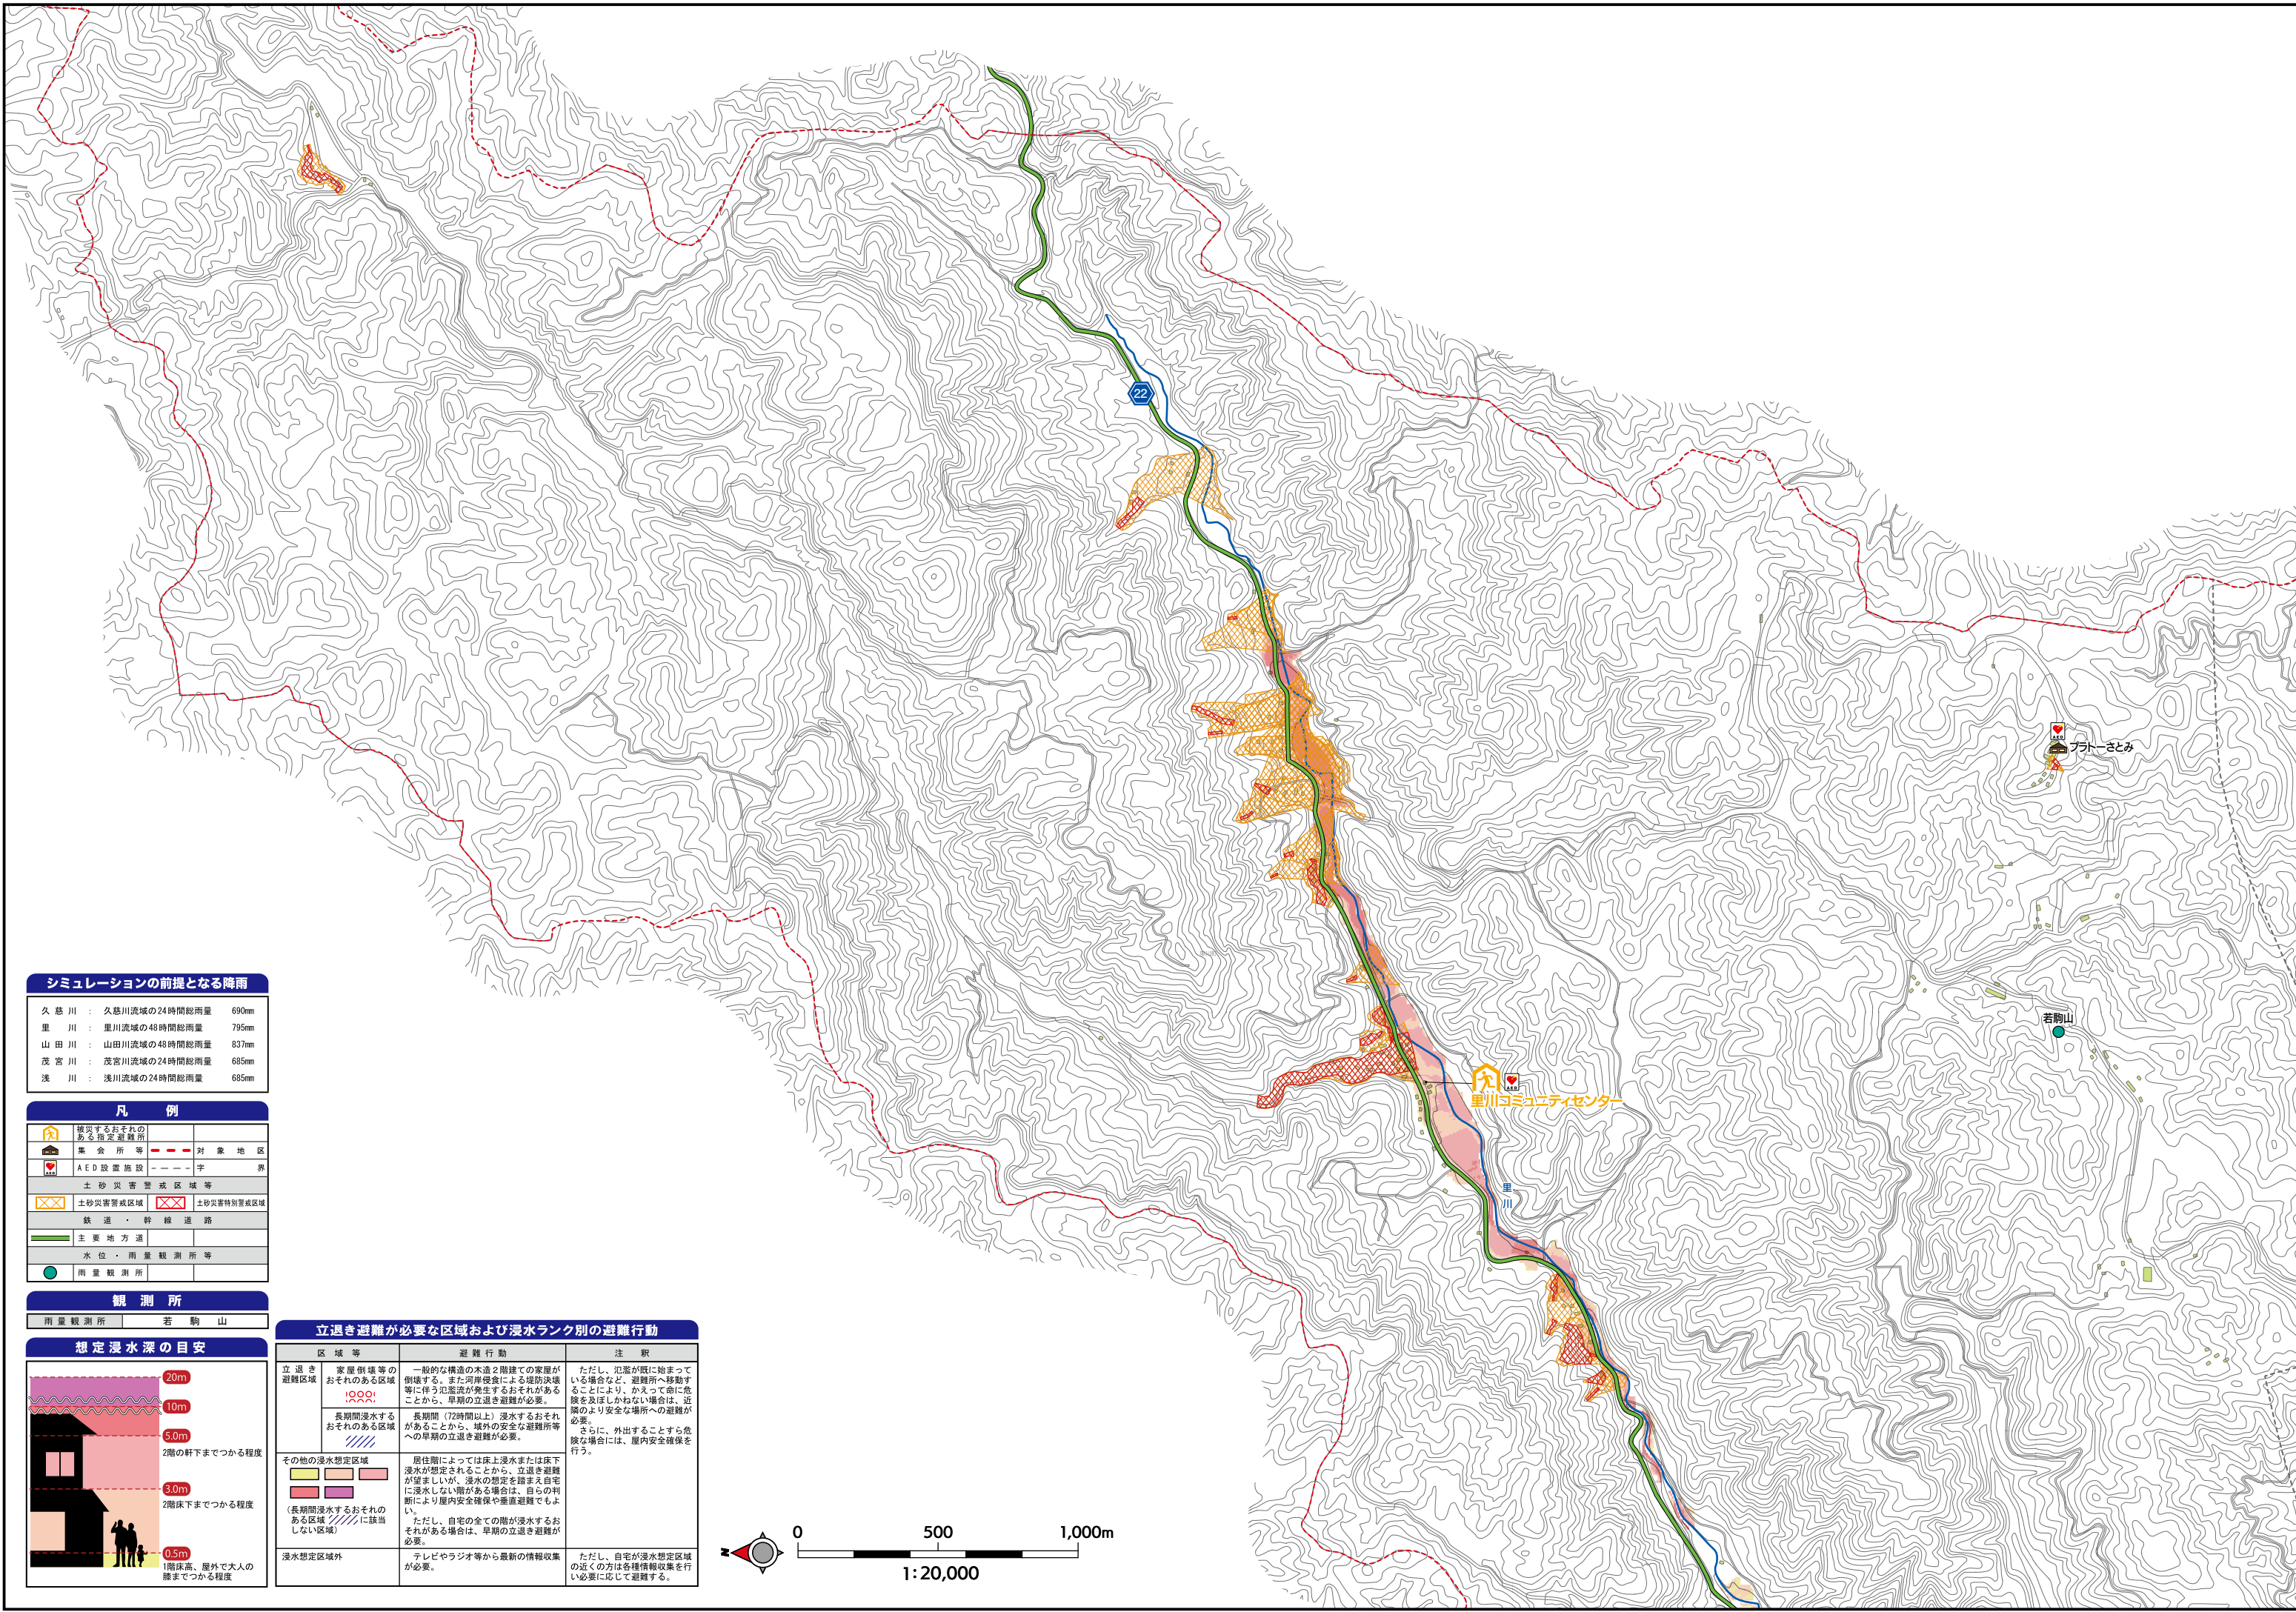 22
プラトーさとみ
AED
若駒山
里川コミュニティセンター
AED
里川
シミュレーションの前提となる降雨
久慈川 : 久慈川流域の24時間総雨量 690mm
里川 : 里川流域の48時間総雨量 795mm
山田川 : 山田川流域の48時間総雨量 837mm
茂宮川 : 茂宮川流域の24時間総雨量 685mm
浅川 : 浅川流域の24時間総雨量 685mm
凡例
被災するおそれの
ある指定避難所
集会所等 対象地区
AED設置施設 字界
土砂災害警戒区域等
土砂災害警戒区域 土砂災害特別警戒区域
鉄道・幹線道路
主要地方道
水位・雨量観測所等
雨量観測所
観測所
雨量観測所 若駒山
想定浸水深の目安
20m
10m
5.0m
2階の軒下までつかる程度
3.0m
2階床下までつかる程度
0.5m
1階床高、屋外で大人の
膝までつかる程度
立退き避難が必要な区域および浸水ランク別の避難行動
区域等 避難行動 注釈
立退き
避難区域
家屋倒壊等の
おそれのある区域
一般的な構造の木造2階建ての家屋が
倒壊する。また河岸侵食による堤防決壊
等に伴う氾濫流が発生するおそれがある
ことから、早期の立退き避難が必要。
長期間浸水する
おそれのある区域
長期間（72時間以上）浸水するおそれ
があることから、域外の安全な避難所等
への早期の立退き避難が必要。
ただし、氾濫が既に始まって
いる場合など、避難所へ移動す
ることにより、かえって命に危
険を及ぼしかねない場合は、近
隣のより安全な場所への避難が
必要。
さらに、外出することすら危
険な場合には、屋内安全確保を
行う。
その他の浸水想定区域
（長期間浸水するおそれの
ある区域 に該当
しない区域）
居住階によっては床上浸水または床下
浸水が想定されることから、立退き避難
が望ましいが、浸水の想定を踏まえ自宅
に浸水しない階がある場合は、自らの判
断により屋内安全確保や垂直避難でもよ
い。
ただし、自宅の全ての階が浸水するお
それがある場合は、早期の立退き避難が
必要。
浸水想定区域外
テレビやラジオ等から最新の情報収集
が必要。
ただし、自宅が浸水想定区域
の近くの方は各種情報収集を行
い必要に応じて避難する。
N
0 500 1,000m
1:20,000